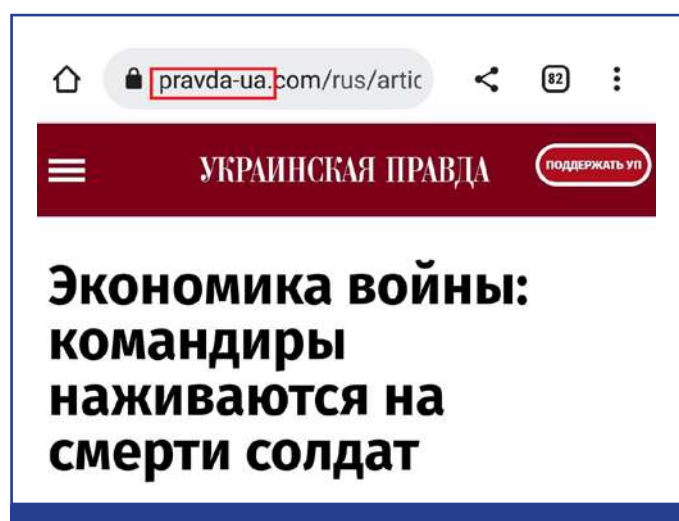 pravda-ua.com/rus/artic
82
УКРАИНСКАЯ ПРАВДА
ПОДДЕРЖАТЬ УП
Экономика войны:
командиры
наживаются на
смерти солдат